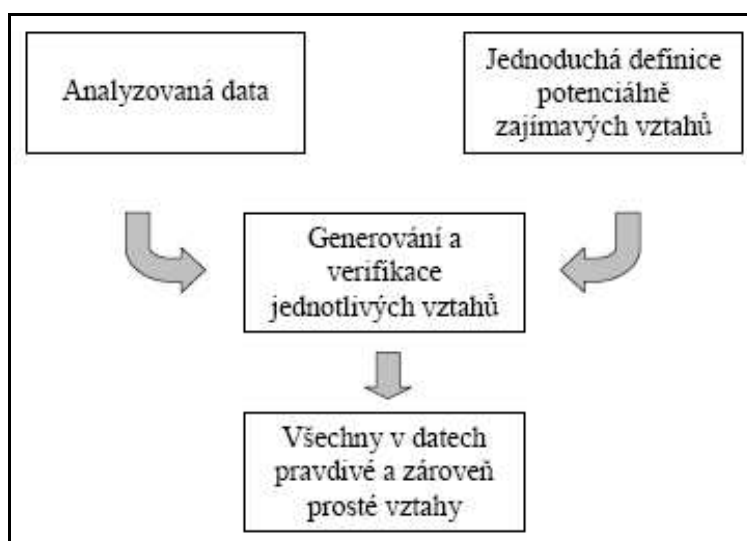 Analyzovaná data
Jednoduchá definice
potenciálně
zajímavých vztahů
Generování a
verifikace
jednotlivých vztahů
Všechny v datech
pravdivé a zároveň
prosté vztahy